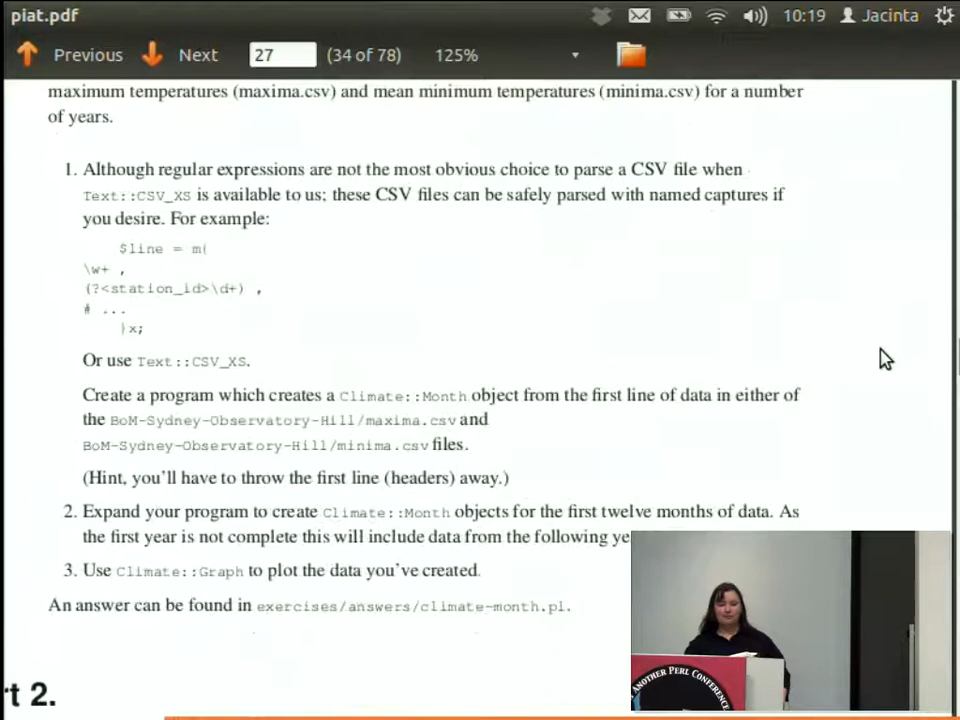 piat.pdf
10:19 Jacinta
Previous Next 27 (34 of 78) 125%
maximum temperatures (maxima.csv) and mean minimum temperatures (minima.csv) for a number
of years.
1. Although regular expressions are not the most obvious choice to parse a CSV file when
Text::CSV_XS is available to us; these CSV files can be safely parsed with named captures if
you desire. For example:
$line = m{
\w+ ,
(?<station_id>\d+) ,
# ...
}x;
Or use Text::CSV_XS.
Create a program which creates a Climate::Month object from the first line of data in either of
the BoM-Sydney-Observatory-Hill/maxima.csv and
BoM-Sydney-Observatory-Hill/minima.csv files.
(Hint, you'll have to throw the first line (headers) away.)
2. Expand your program to create Climate::Month objects for the first twelve months of data. As
the first year is not complete this will include data from the following ye
3. Use Climate::Graph to plot the data you've created.
An answer can be found in exercises/answers/climate-month.pl.
ANOTHER PERL CONFERENCE
rt 2.